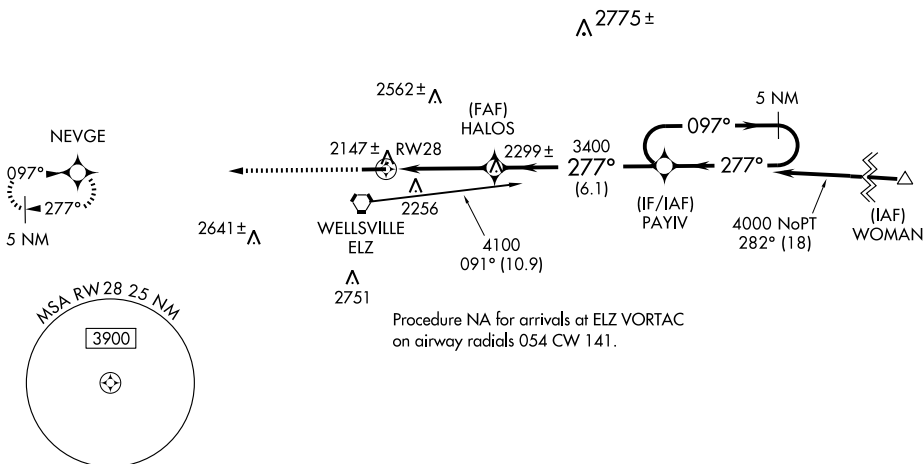 2775±
2562±
(FAF)
HALOS
5 NM
097°
NEVGE
2147±
RW28
2299±
3400
277°
(6.1)
277°
097°
277°
5 NM
(IF/IAF)
PAYIV
4000 NoPT
282° (18)
(IAF)
WOMAN
2256
WELLSVILLE
ELZ
2641±
4100
091° (10.9)
2751
Procedure NA for arrivals at ELZ VORTAC
on airway radials 054 CW 141.
MSA RW 28 25 NM
3900